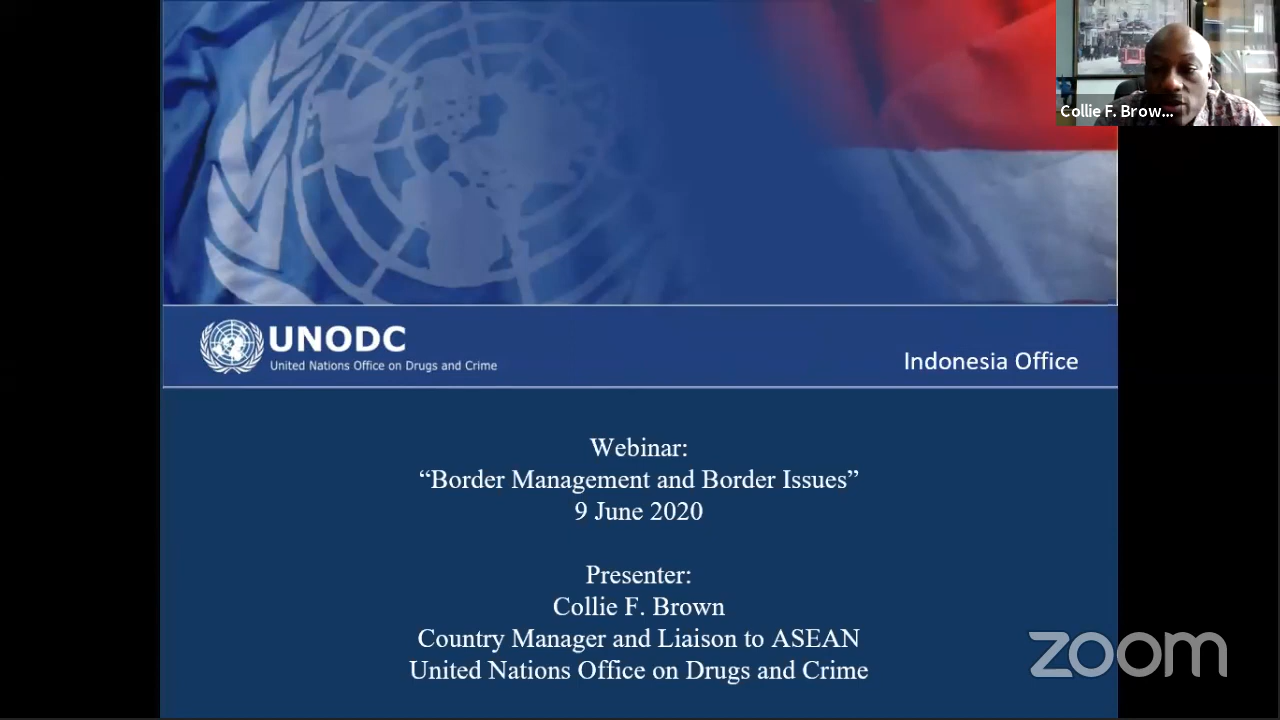 Collie F. Brow...
UNODC
United Nations Office on Drugs and Crime
Indonesia Office
Webinar:
“Border Management and Border Issues”
9 June 2020
Presenter:
Collie F. Brown
Country Manager and Liaison to ASEAN
United Nations Office on Drugs and Crime
zoom